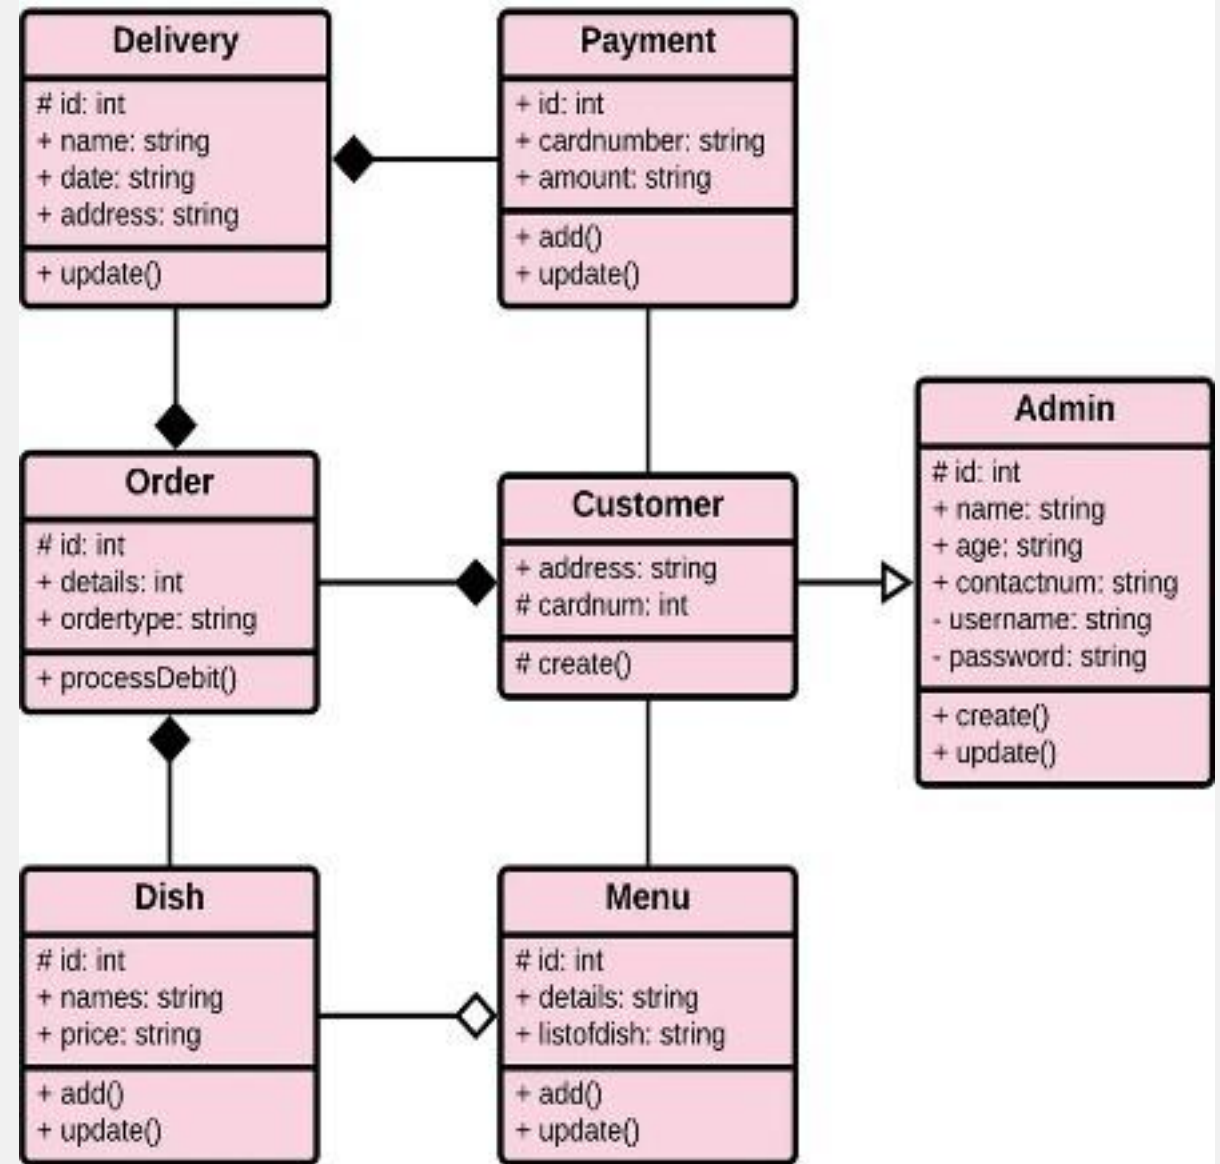 Delivery
# id: int
+ name: string
+ date: string
+ address: string
+ update()
Payment
+ id: int
+ cardnumber: string
+ amount: string
+ add()
+ update()
Order
# id: int
+ details: int
+ ordertype: string
+ processDebit()
Customer
+ address: string
# cardnum: int
# create()
Admin
# id: int
+ name: string
+ age: string
+ contactnum: string
- username: string
- password: string
+ create()
+ update()
Dish
# id: int
+ names: string
+ price: string
+ add()
+ update()
Menu
# id: int
+ details: string
+ listofdish: string
+ add()
+ update()